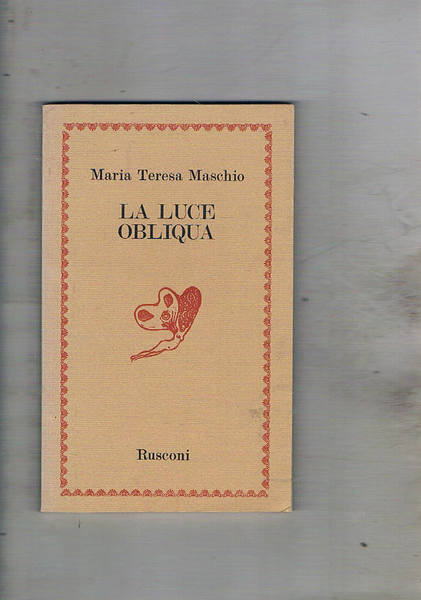 Maria Teresa Maschio
LA LUCE
OBLIQUA
Rusconi